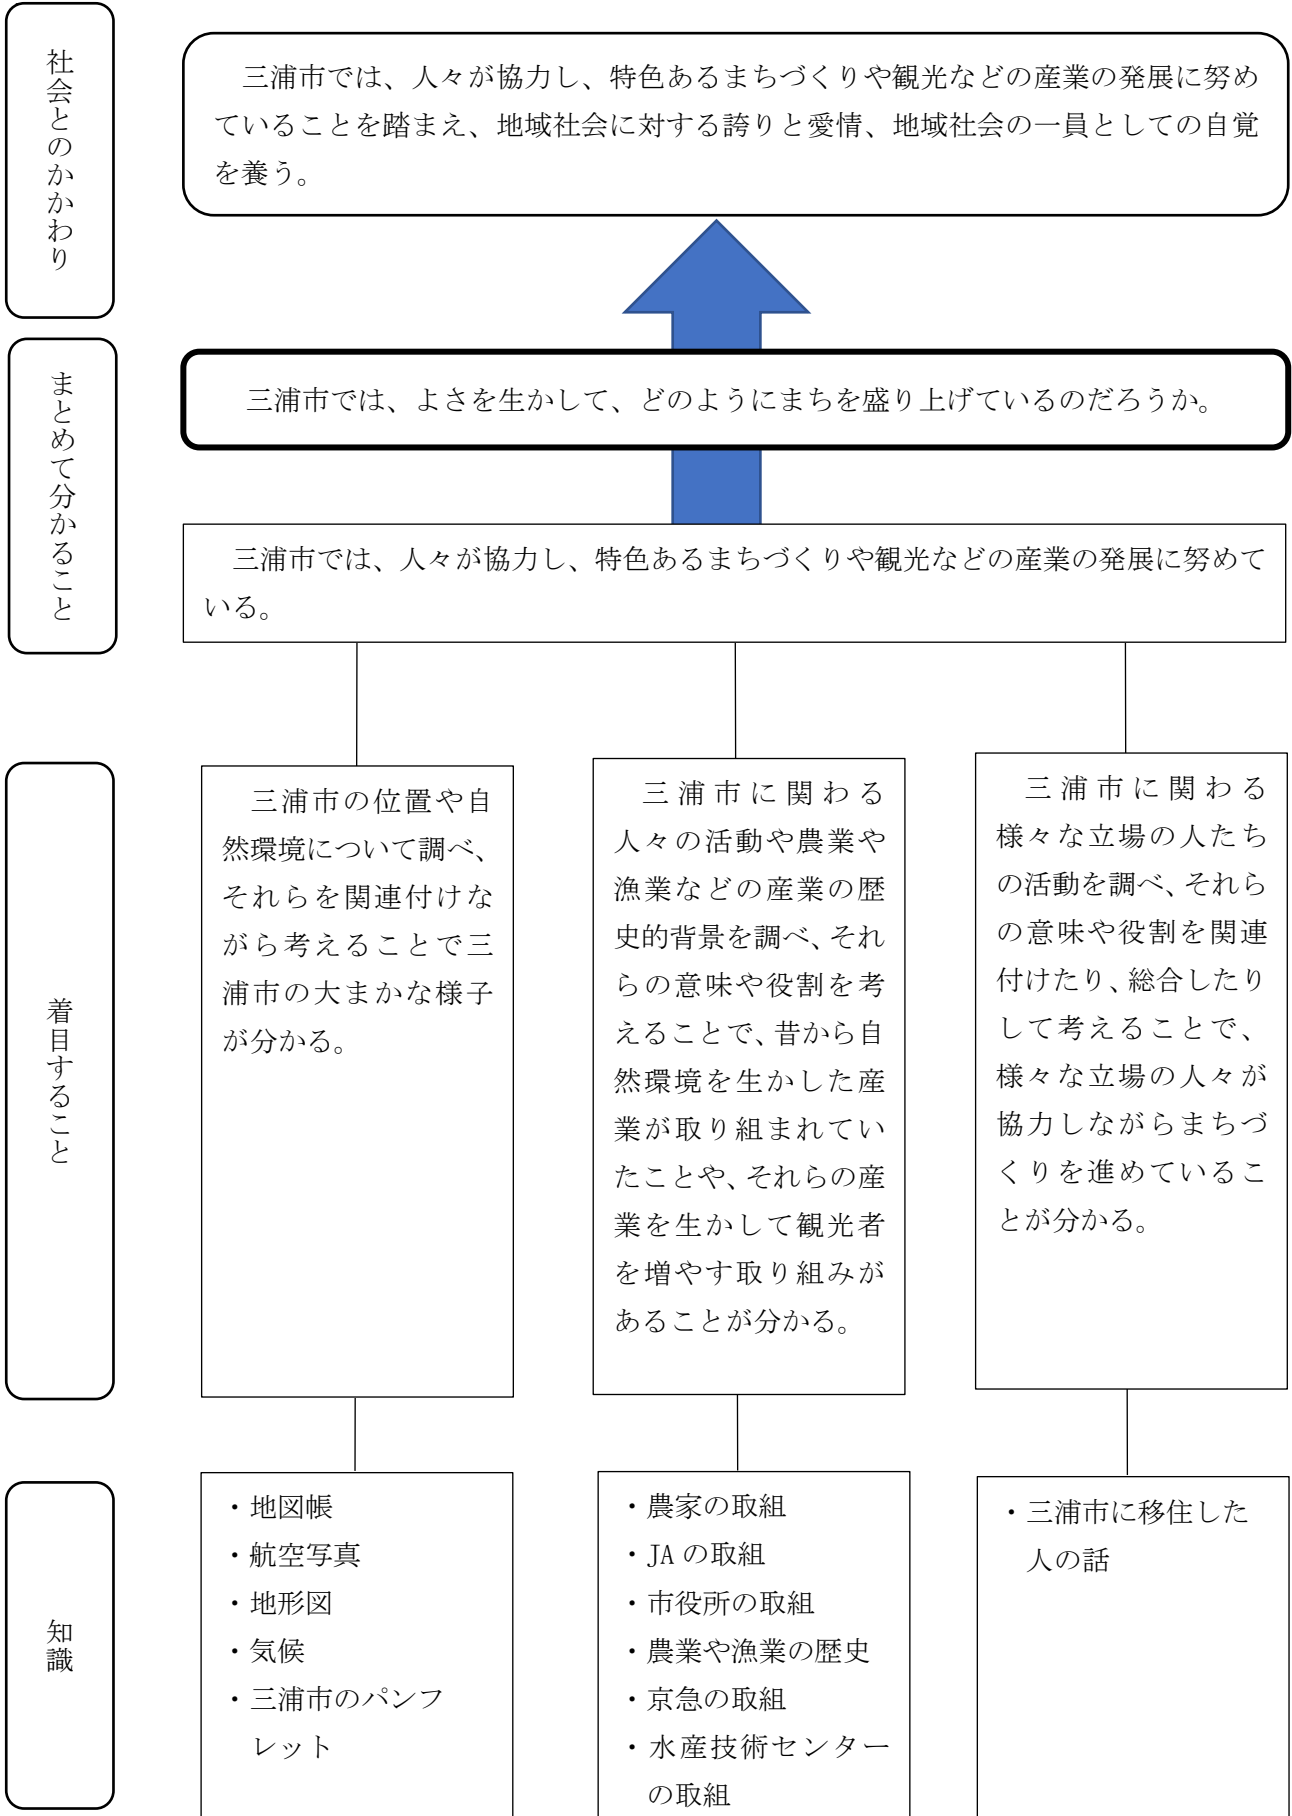 社会とのかかわり
三浦市では、人々が協力し、特色あるまちづくりや観光などの産業の発展に努め
ていることを踏まえ、地域社会に対する誇りと愛情、地域社会の一員としての自覚
を養う。
まとめて分かること
三浦市では、よさを生かして、どのようにまちを盛り上げているのだろうか。
三浦市では、人々が協力し、特色あるまちづくりや観光などの産業の発展に努めて
いる。
着目すること
三浦市の位置や自
然環境について調べ、
それらを関連付けな
がら考えることで三
浦市の大まかな様子
が分かる。
三浦市に関わる
人々の活動や農業や
漁業などの産業の歴
史的背景を調べ、それ
らの意味や役割を考
えることで、昔から自
然環境を生かした産
業が取り組まれてい
たことや、それらの産
業を生かして観光者
を増やす取り組みが
あることが分かる。
三浦市に関わる
様々な立場の人たち
の活動を調べ、それら
の意味や役割を関連
付けたり、総合したり
して考えることで、
様々な立場の人々が
協力しながらまちづ
くりを進めているこ
とが分かる。
知識
・地図帳
・航空写真
・地形図
・気候
・三浦市のパンフ
レット
・農家の取組
・JAの取組
・市役所の取組
・農業や漁業の歴史
・京急の取組
・水産技術センター
の取組
・三浦市に移住した
人の話